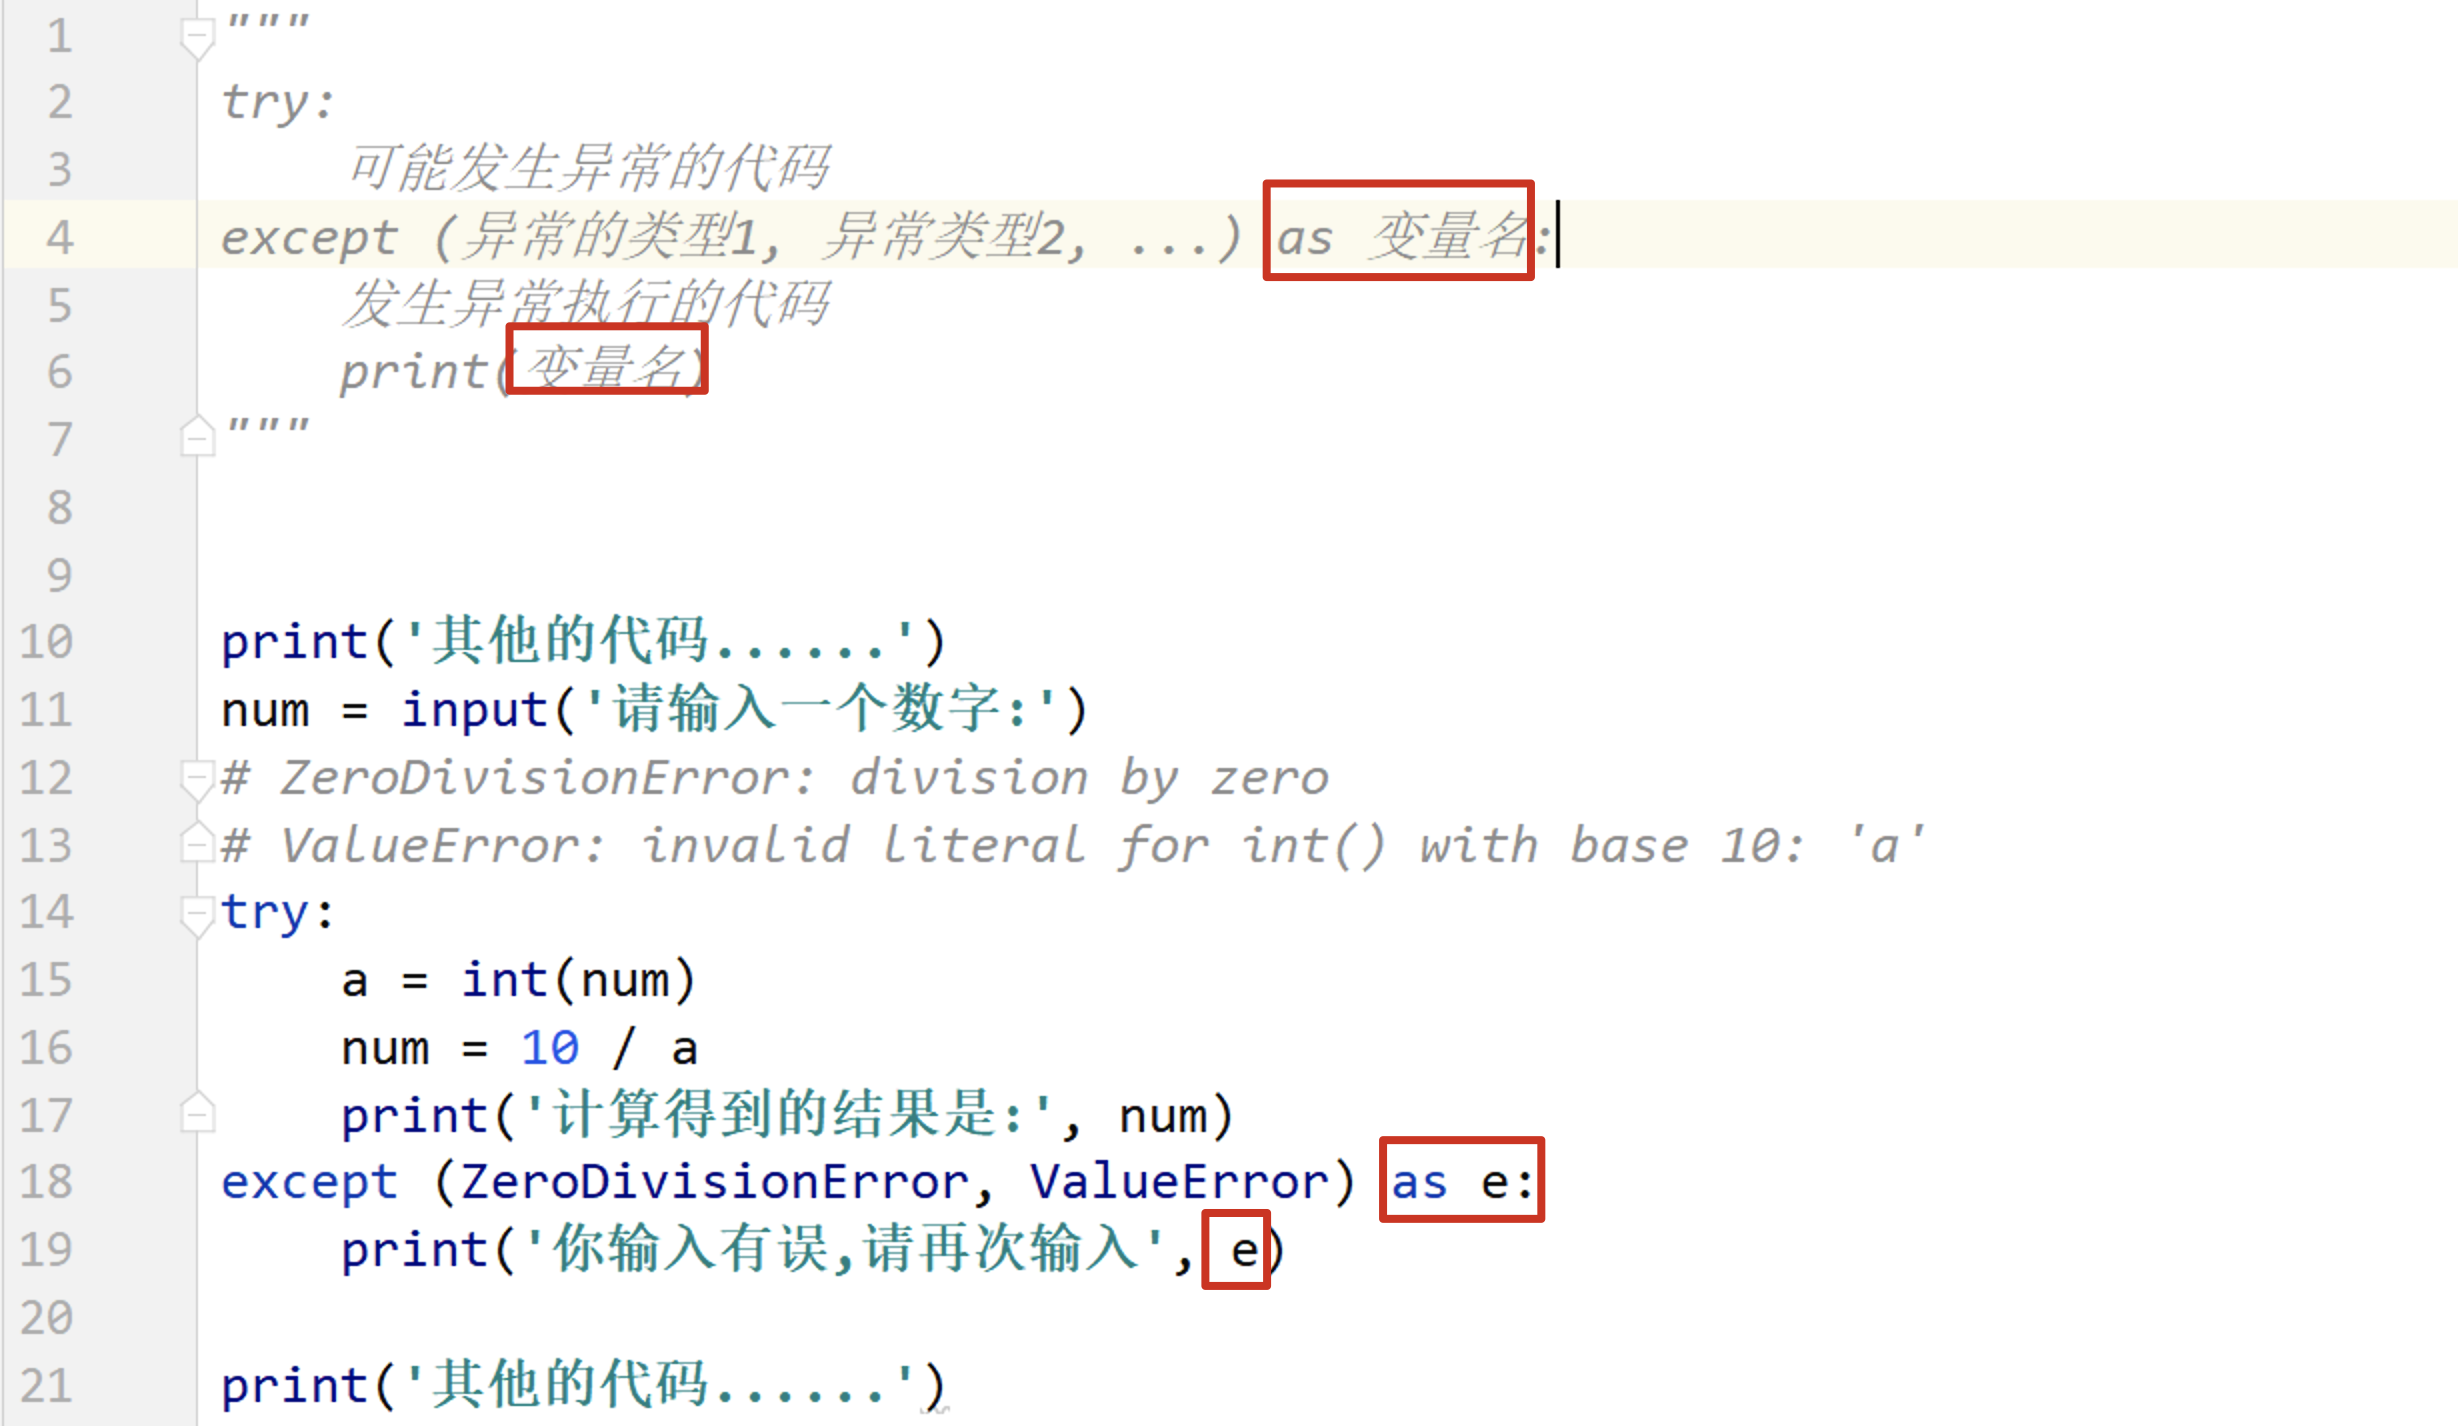 1 """
2 try:
3     可能发生异常的代码
4 except (异常的类型1, 异常类型2, ...) as 变量名:
5     发生异常执行的代码
6     print(变量名)
7 """
8
9
10 print('其他的代码......')
11 num = input('请输入一个数字:')
12 # ZeroDivisionError: division by zero
13 # ValueError: invalid literal for int() with base 10: 'a'
14 try:
15     a = int(num)
16     num = 10 / a
17     print('计算得到的结果是:', num)
18 except (ZeroDivisionError, ValueError) as e:
19     print('你输入有误,请再次输入', e)
20
21 print('其他的代码......')